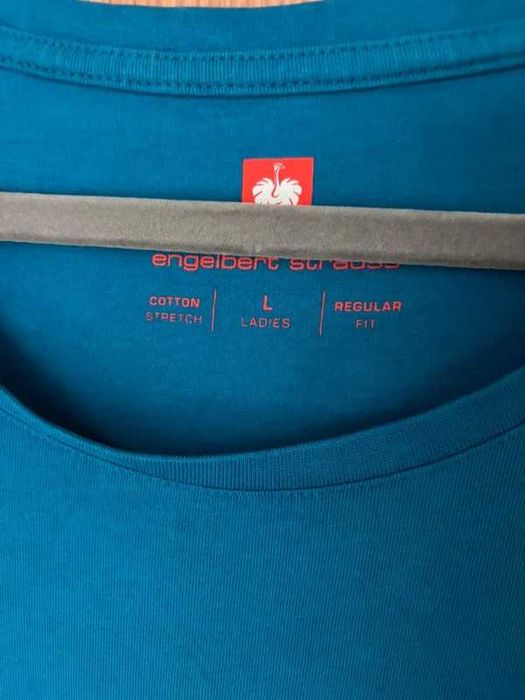 engelbert strauss
COTTON STRETCH
L LADIES
REGULAR FIT